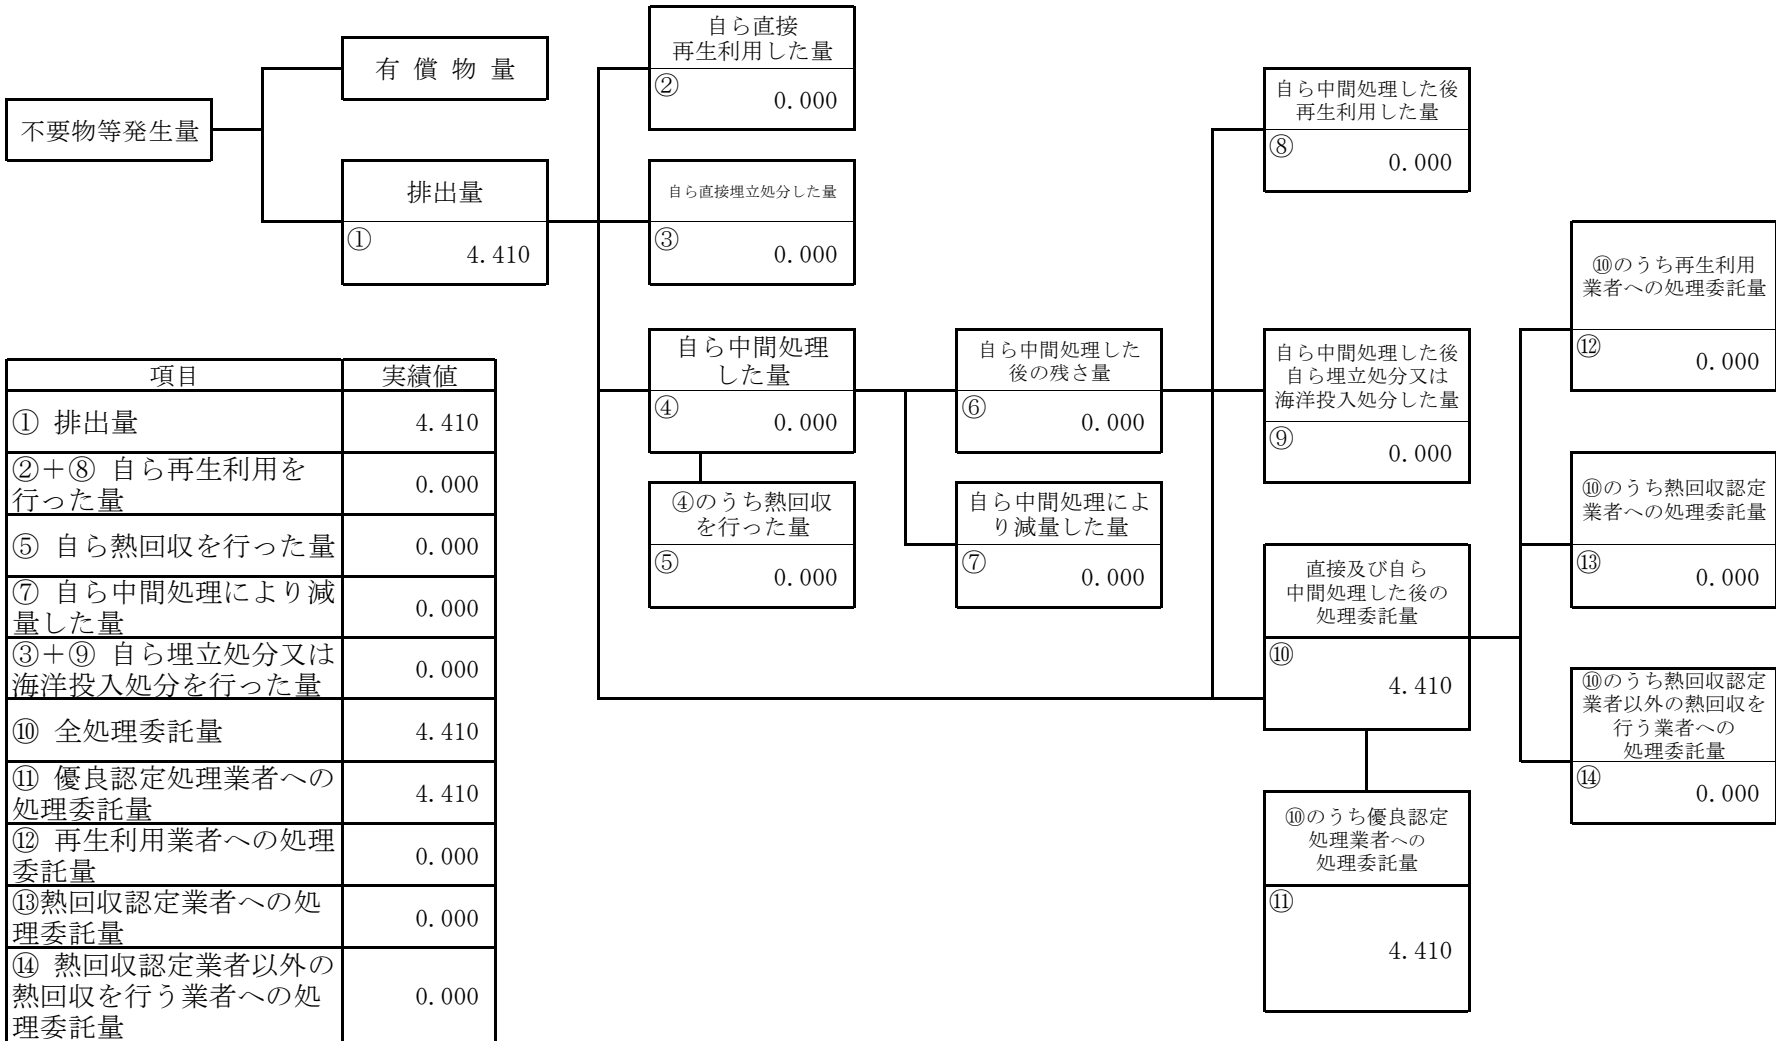 不要物等発生量
有 償 物 量
排出量
①
4.410
自ら直接
再生利用した量
②
0.000
自ら直接埋立処分した量
③
0.000
自ら中間処理
した量
④
0.000
④のうち熱回収
を行った量
⑤
0.000
自ら中間処理した
後の残さ量
⑥
0.000
自ら中間処理によ
り減量した量
⑦
0.000
自ら中間処理した後
再生利用した量
⑧
0.000
自ら中間処理した後
自ら埋立処分又は
海洋投入処分した量
⑨
0.000
直接及び自ら
中間処理した後の
処理委託量
⑩
4.410
⑩のうち優良認定
処理業者への
処理委託量
⑪
4.410
⑩のうち再生利用
業者への処理委託量
⑫
0.000
⑩のうち熱回収認定
業者への処理委託量
⑬
0.000
⑩のうち熱回収認定
業者以外の熱回収を
行う業者への
処理委託量
⑭
0.000
項目 実績値
① 排出量 4.410
②＋⑧ 自ら再生利用を
行った量 0.000
⑤ 自ら熱回収を行った量 0.000
⑦ 自ら中間処理により減
量した量 0.000
③＋⑨ 自ら埋立処分又は
海洋投入処分を行った量 0.000
⑩ 全処理委託量 4.410
⑪ 優良認定処理業者への
処理委託量 4.410
⑫ 再生利用業者への処理
委託量 0.000
⑬熱回収認定業者への処
理委託量 0.000
⑭ 熱回収認定業者以外の
熱回収を行う業者への処
理委託量 0.000